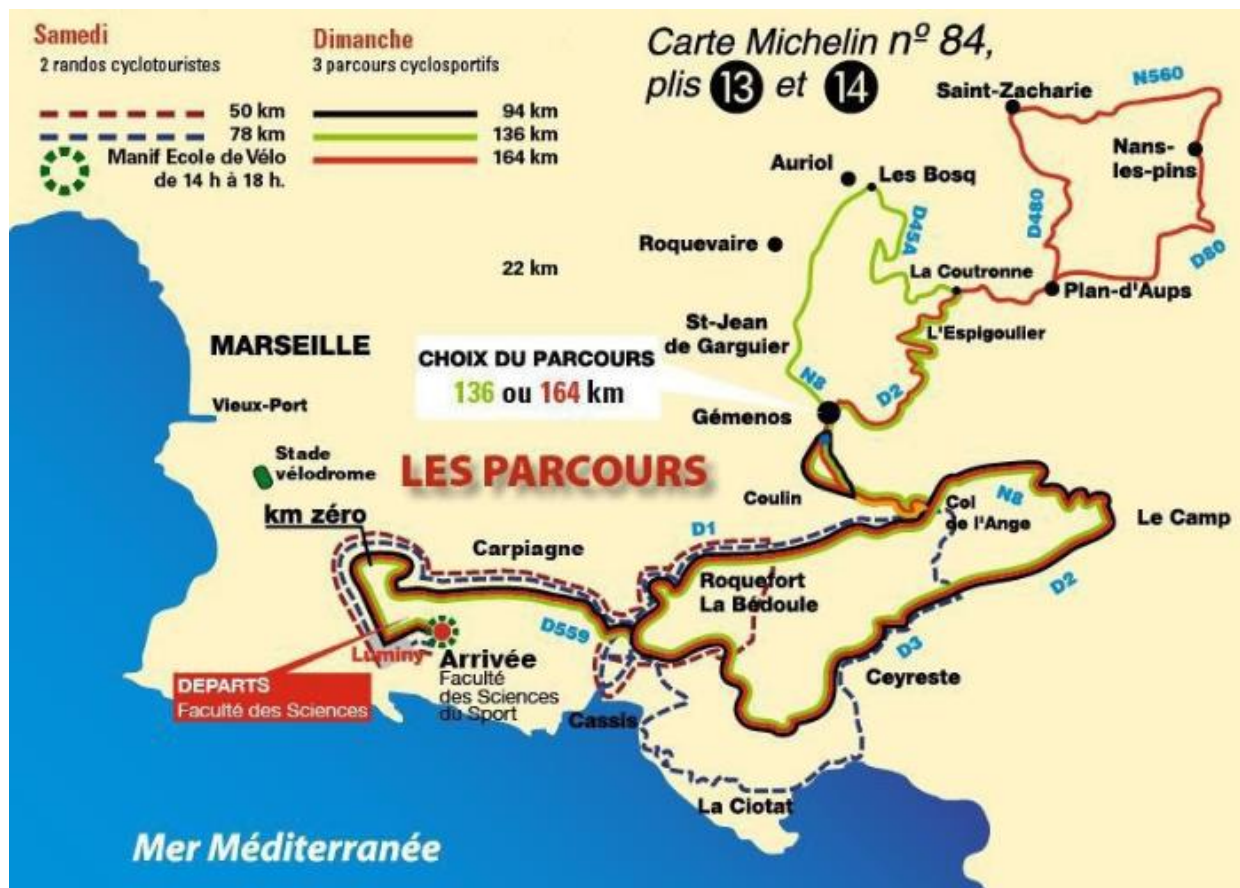 Samedi
2 randos cyclotouristes
50 km
78 km
Manif Ecole de Vélo
de 14 h à 18 h.
Dimanche
3 parcours cyclosportifs
94 km
136 km
164 km
22 km
Carte Michelin nº 84,
plis 13 et 14
Saint-Zacharie
N560
Nans-
les-pins
Auriol
Les Bosq
D45A
D480
D80
Roquevaire
La Coutronne
Plan-d'Aups
St-Jean
de Garguier
L'Espigoulier
MARSEILLE
CHOIX DU PARCOURS
136 ou 164 km
N8
D2
Vieux-Port
Gémenos
Stade
vélodrome
LES PARCOURS
km zéro
Coulin
Col
de l'Ange
N8
Le Camp
D1
Carpiagne
Roquefort
La Bédoule
D2
D559
D3
Luminy
Arrivée
Faculté
des Sciences
du Sport
DEPARTS
Faculté des Sciences
Ceyreste
Cassis
La Ciotat
Mer Méditerranée